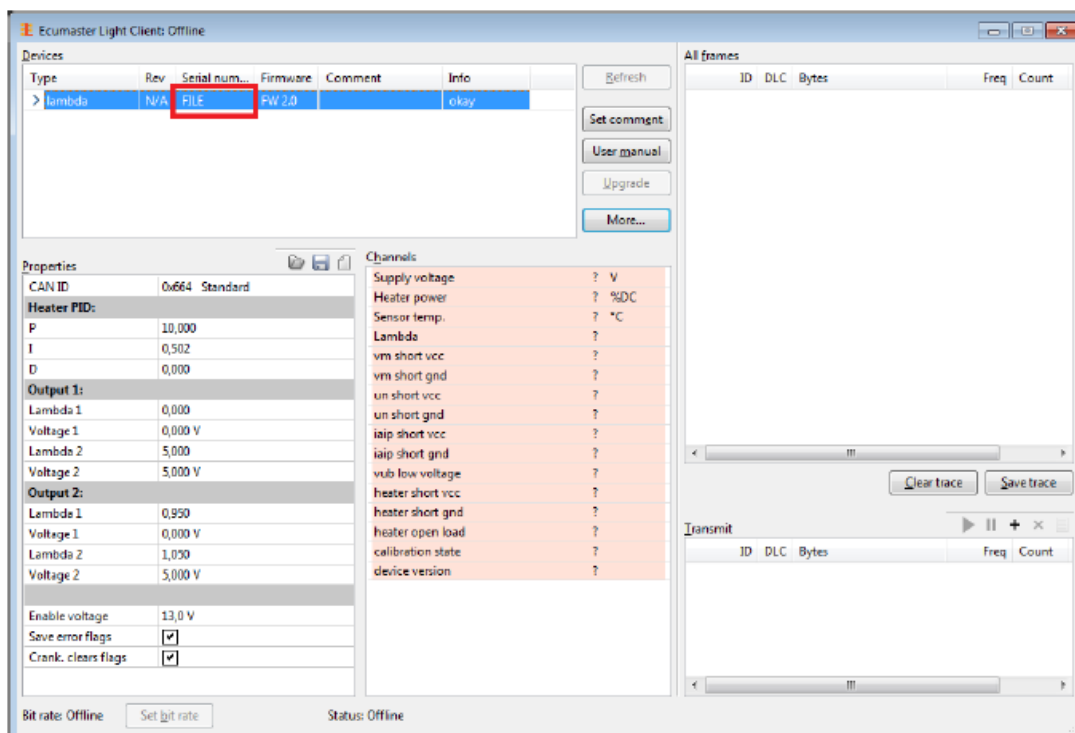 Ecumaster Light Client: Offline
Devices
Type Rev Serial num... Firmware Comment Info
lambda N/A FILE FW 2.0 okay
Refresh
Set comment
User manual
Upgrade
More...
Properties
CAN ID 0x664 Standard
Heater PID:
P 10,000
I 0,502
D 0,000
Output 1:
Lambda 1 0,000
Voltage 1 0,000 V
Lambda 2 5,000
Voltage 2 5,000 V
Output 2:
Lambda 1 0,950
Voltage 1 0,000 V
Lambda 2 1,050
Voltage 2 5,000 V
Enable voltage 13,0 V
Save error flags
Crank. clears flags
Channels
Supply voltage ? V
Heater power ? %DC
Sensor temp. ? °C
Lambda ?
vm short vcc ?
vm short gnd ?
un short vcc ?
un short gnd ?
iaip short vcc ?
iaip short gnd ?
vub low voltage ?
heater short vcc ?
heater short gnd ?
heater open load ?
calibration state ?
device version ?
All frames
ID DLC Bytes Freq Count
Clear trace Save trace
Transmit
ID DLC Bytes Freq Count
Bit rate: Offline Set bit rate Status: Offline